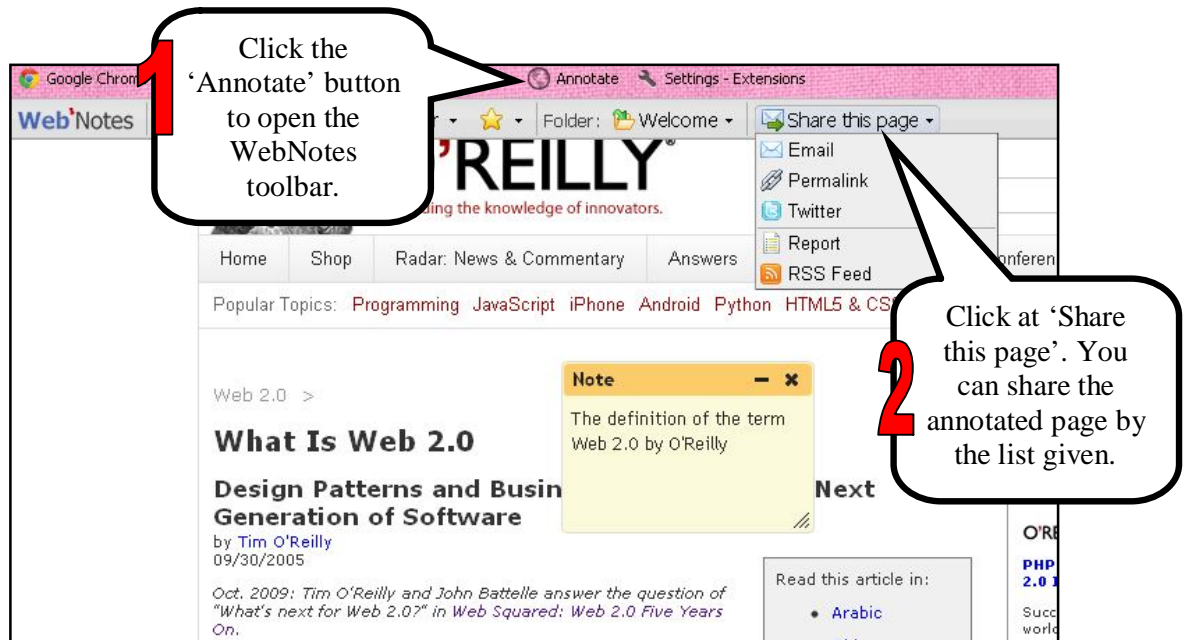 1
Click the
‘Annotate’ button
to open the
WebNotes
toolbar.
Google Chrom
Annotate
Settings - Extensions
Web'Notes
Folder:
Welcome
Share this page
Email
Permalink
Twitter
Report
RSS Feed
'REILLY®
ding the knowledge of innovators.
Home
Shop
Radar: News & Commentary
Answers
onferen
Popular Topics: Programming JavaScript iPhone Android Python HTML5 & CS
2
Click at ‘Share
this page’. You
can share the
annotated page by
the list given.
Web 2.0 >
Note
The definition of the term
Web 2.0 by O'Reilly
What Is Web 2.0
Design Patterns and Busin Next
Generation of Software
by Tim O'Reilly
09/30/2005
Oct. 2009: Tim O'Reilly and John Battelle answer the question of
"What's next for Web 2.0?" in Web Squared: Web 2.0 Five Years
On.
Read this article in:
• Arabic
O'RE
PHP
2.0
Succ
world